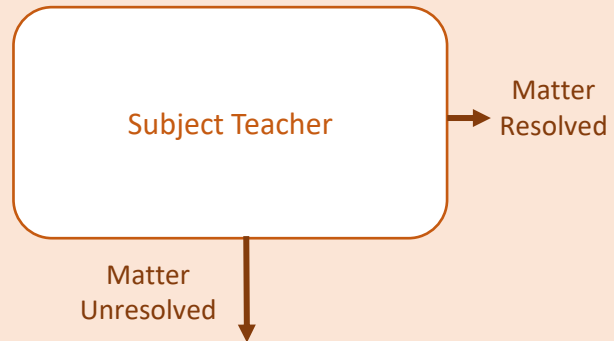 Subject Teacher
Matter
Resolved
Matter
Unresolved